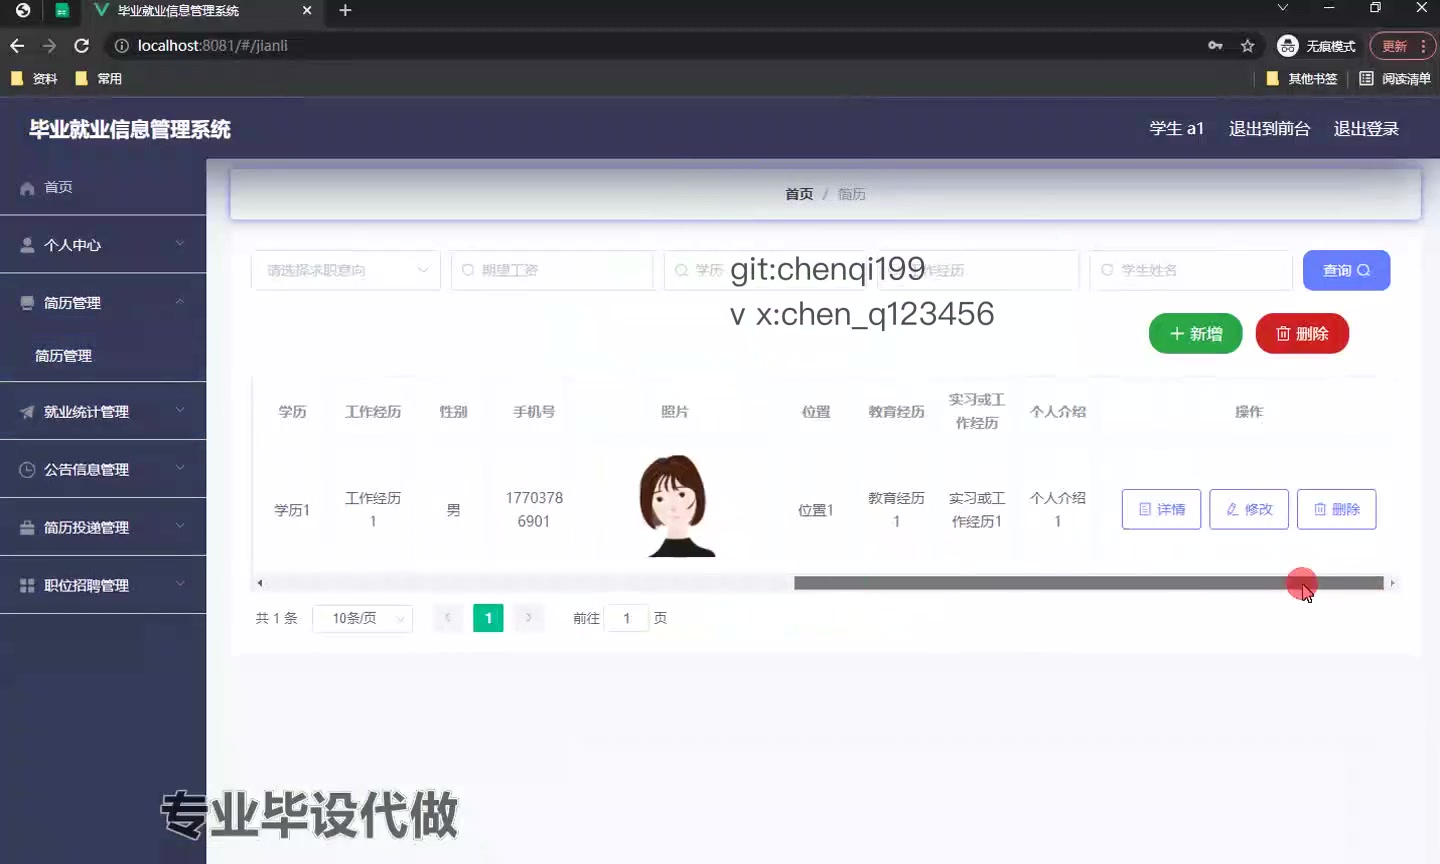 毕业就业信息管理系统
localhost:8081/#/jianli
无痕模式
更新
资料
常用
其他书签
阅读清单
毕业就业信息管理系统
学生 a1
退出到前台
退出登录
首页
个人中心
简历管理
简历管理
就业统计管理
公告信息管理
简历投递管理
职位招聘管理
首页 / 简历
请选择求职意向
期望工资
学历
作经历
学生姓名
查询
git:chenqi199
v x:chen_q123456
新增
删除
学历
工作经历
性别
手机号
照片
位置
教育经历
实习或工
作经历
个人介绍
操作
学历1
工作经历
1
男
1770378
6901
位置1
教育经历
1
实习或工
作经历1
个人介绍
1
详情
修改
删除
共 1 条
10条/页
1
前往 1 页
专业毕设代做